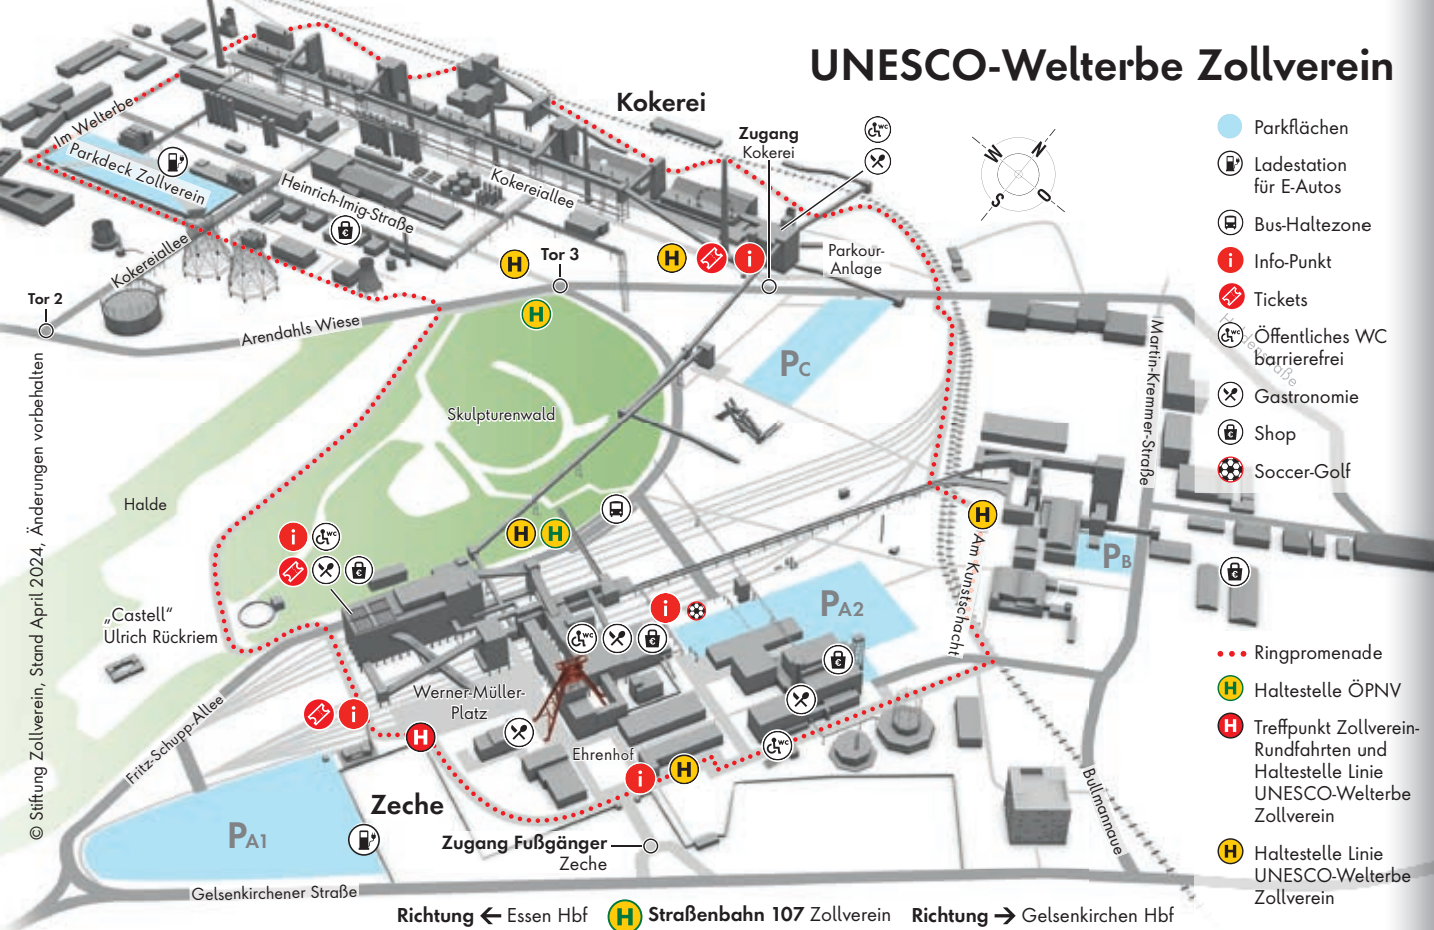 UNESCO-Welterbe Zollverein
Kokerei
Zugang
Kokerei
WC
Im Welterbe
Parkdeck Zollverein
Heinrich-Imig-Straße
Kokereiallee
Kokereiallee
€
Tor 2
Tor 3
H
H
i
H
Parkour-
Anlage
N
W
S
O
Arendahls Wiese
PC
Skulpturenwald
Halde
Martin-Kremmer-Straße
H
H
H
i
WC
€
Am Kunstschacht
PB
€
„Castell“
Ulrich Rückriem
i
PA2
WC
€
€
Werner-Müller-
Platz
i
H
Ehrenhof
WC
i
H
Fritz-Schupp-Allee
Zeche
PA1
Zugang Fußgänger
Zeche
Bullmannaue
Gelsenkirchener Straße
Richtung ← Essen Hbf
H
Straßenbahn 107 Zollverein
Richtung → Gelsenkirchen Hbf
© Stiftung Zollverein, Stand April 2024, Änderungen vorbehalten
Parkflächen
Ladestation
für E-Autos
Bus-Haltezone
i
Info-Punkt
Tickets
WC
Öffentliches WC
barrierefrei
Gastronomie
€
Shop
Soccer-Golf
Ringpromenade
H
Haltestelle ÖPNV
H
Treffpunkt Zollverein-
Rundfahrten und
Haltestelle Linie
UNESCO-Welterbe
Zollverein
H
Haltestelle Linie
UNESCO-Welterbe
Zollverein